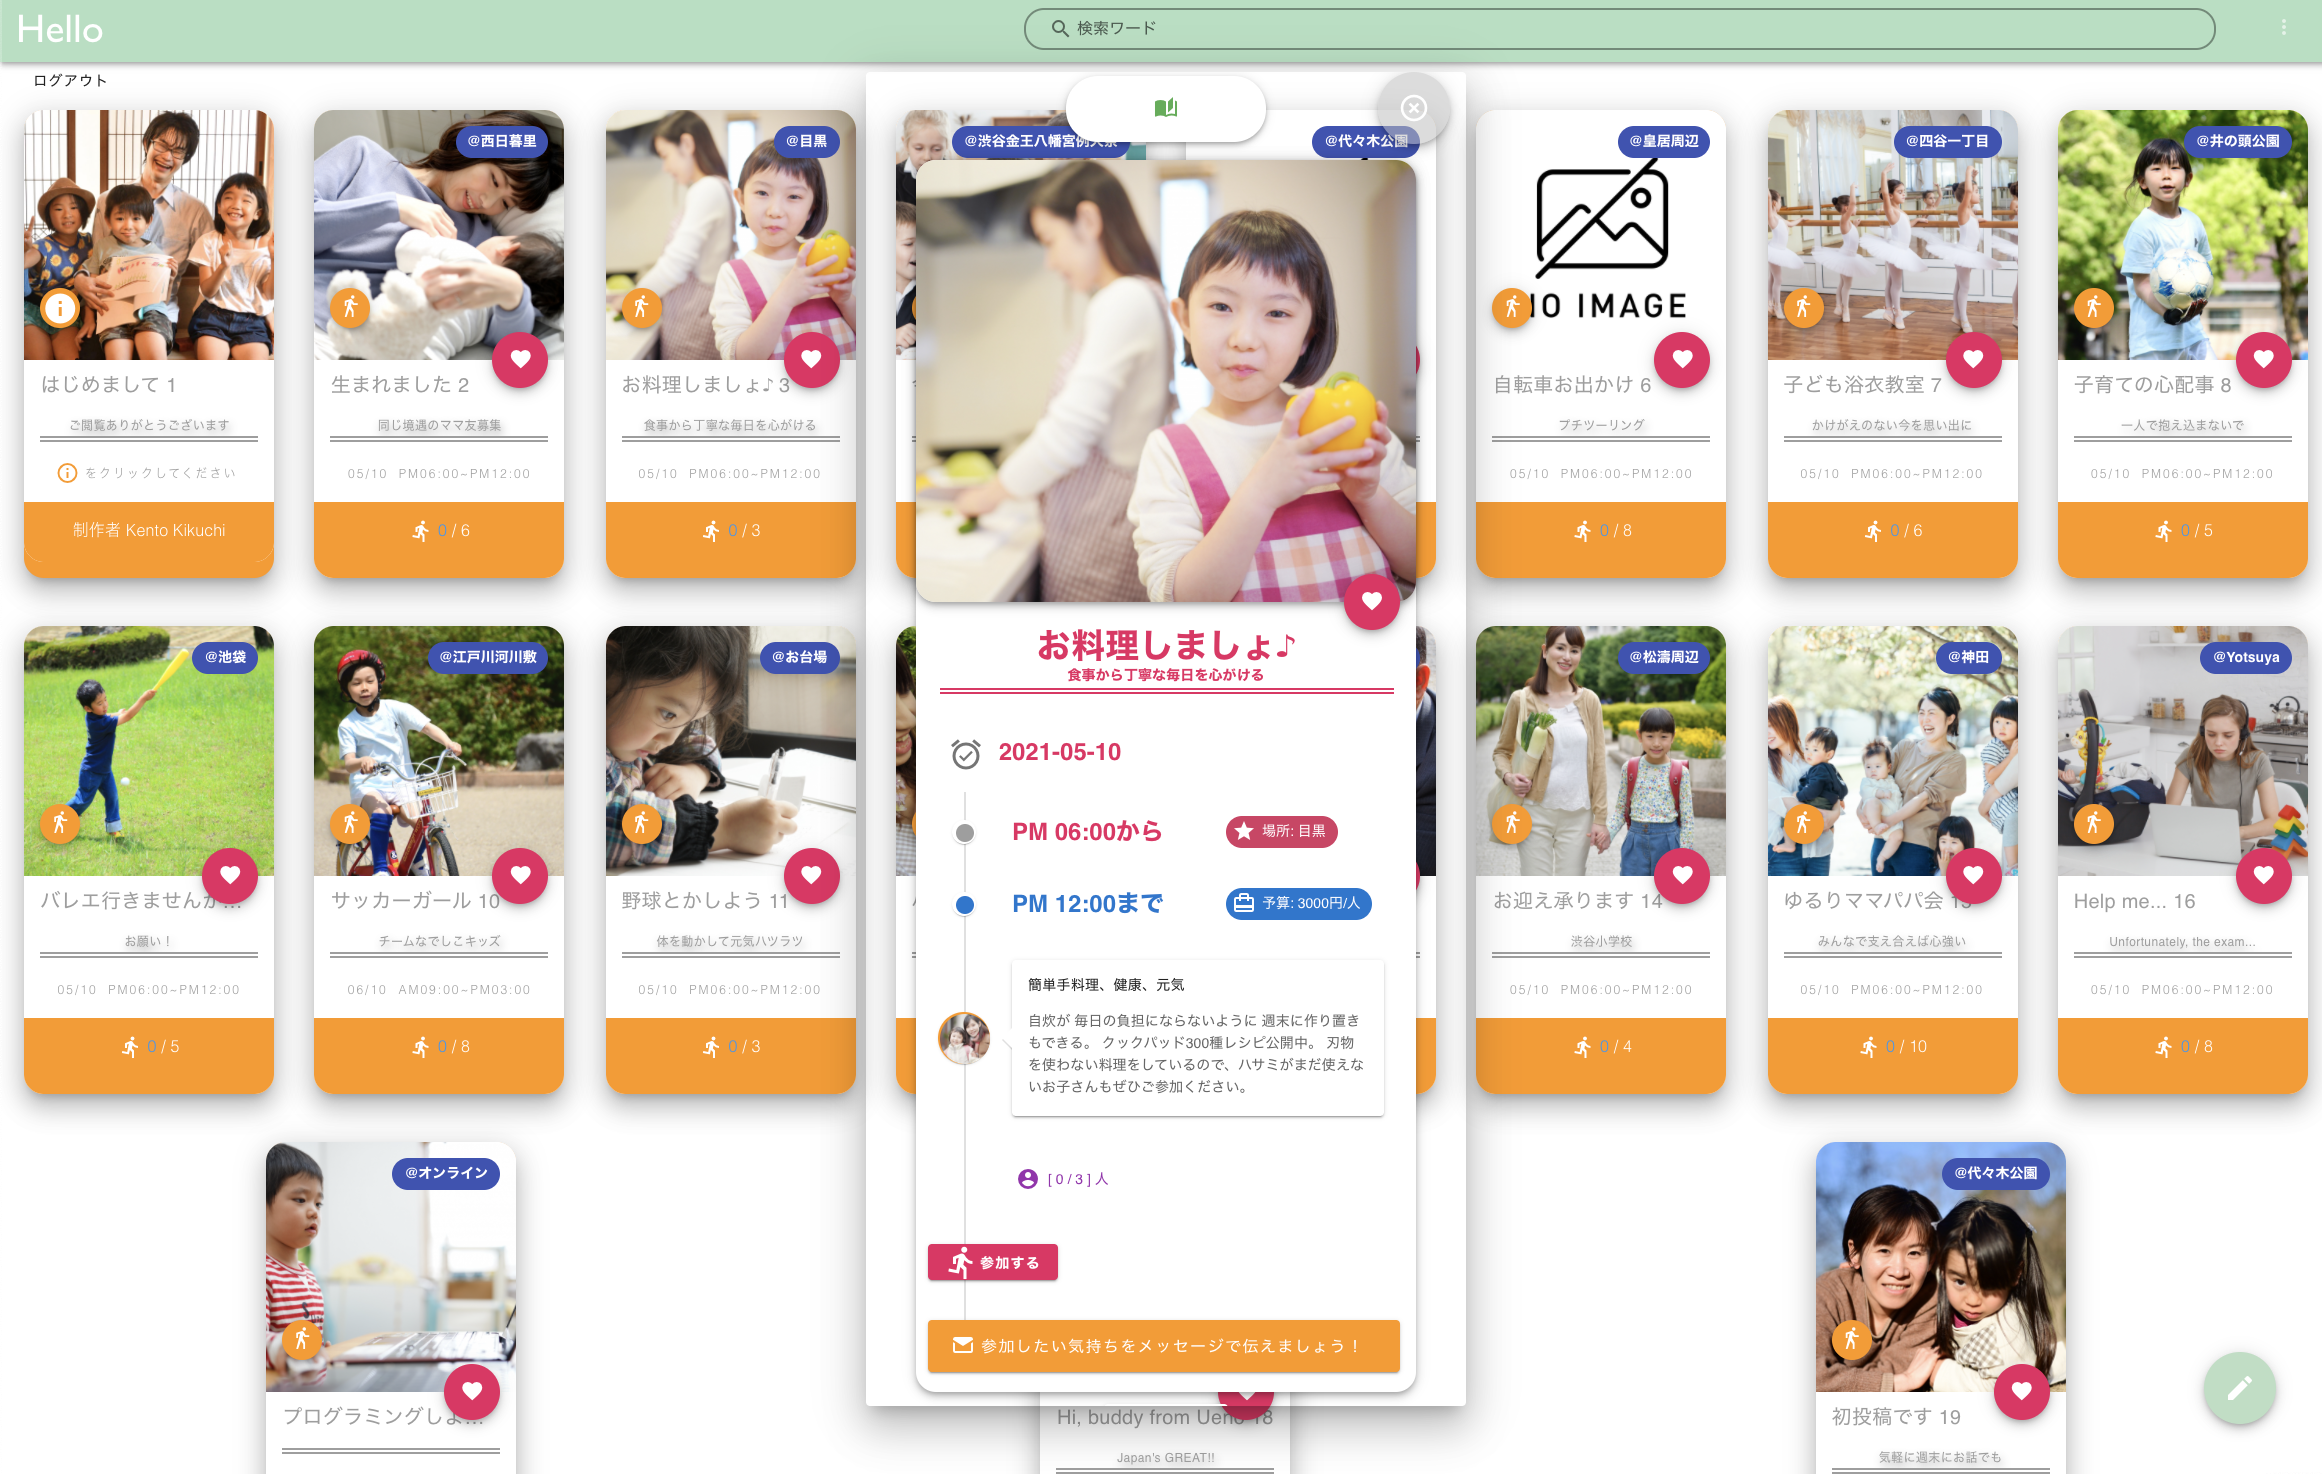 Hello
検索ワード
ログアウト
はじめまして 1
ご閲覧ありがとうございます
をクリックしてください
制作者 Kento Kikuchi
@西日暮里
生まれました 2
同じ境遇のママ友募集
05/10 PM06:00~PM12:00
0 / 6
@目黒
お料理しましょ♪ 3
食事から丁寧な毎日を心がける
05/10 PM06:00~PM12:00
0 / 3
@渋谷金王八幡宮例大祭
@代々木公園
@皇居周辺
NO IMAGE
自転車お出かけ 6
プチツーリング
05/10 PM06:00~PM12:00
0 / 8
@四谷一丁目
子ども浴衣教室 7
かけがえのない今を思い出に
05/10 PM06:00~PM12:00
0 / 6
@井の頭公園
子育ての心配事 8
一人で抱え込まないで
05/10 PM06:00~PM12:00
0 / 5
お料理しましょ♪
食事から丁寧な毎日を心がける
2021-05-10
PM 06:00から
場所: 目黒
PM 12:00まで
予算: 3000円/人
簡単手料理、健康、元気
自炊が 毎日の負担にならないように 週末に作り置き
もできる。 クックパッド300種レシピ公開中。 刃物
を使わない料理をしているので、ハサミがまだ使えな
いお子さんもぜひご参加ください。
[ 0 / 3 ] 人
参加する
参加したい気持ちをメッセージで伝えましょう！
@池袋
バレエ行きませんか...
お願い！
05/10 PM06:00~PM12:00
0 / 5
@江戸川河川敷
サッカーガール 10
チームなでしこキッズ
06/10 AM09:00~PM03:00
0 / 8
@お台場
野球とかしよう 11
体を動かして元気ハツラツ
05/10 PM06:00~PM12:00
0 / 3
@松濤周辺
お迎え承ります 14
渋谷小学校
05/10 PM06:00~PM12:00
0 / 4
@神田
ゆるりママパパ会 15
みんなで支え合えば心強い
05/10 PM06:00~PM12:00
0 / 10
@Yotsuya
Help me... 16
Unfortunately, the exam...
05/10 PM06:00~PM12:00
0 / 8
@オンライン
プログラミングしよ...
Hi, buddy from Ueno 18
Japan's GREAT!!
@代々木公園
初投稿です 19
気軽に週末にお話でも